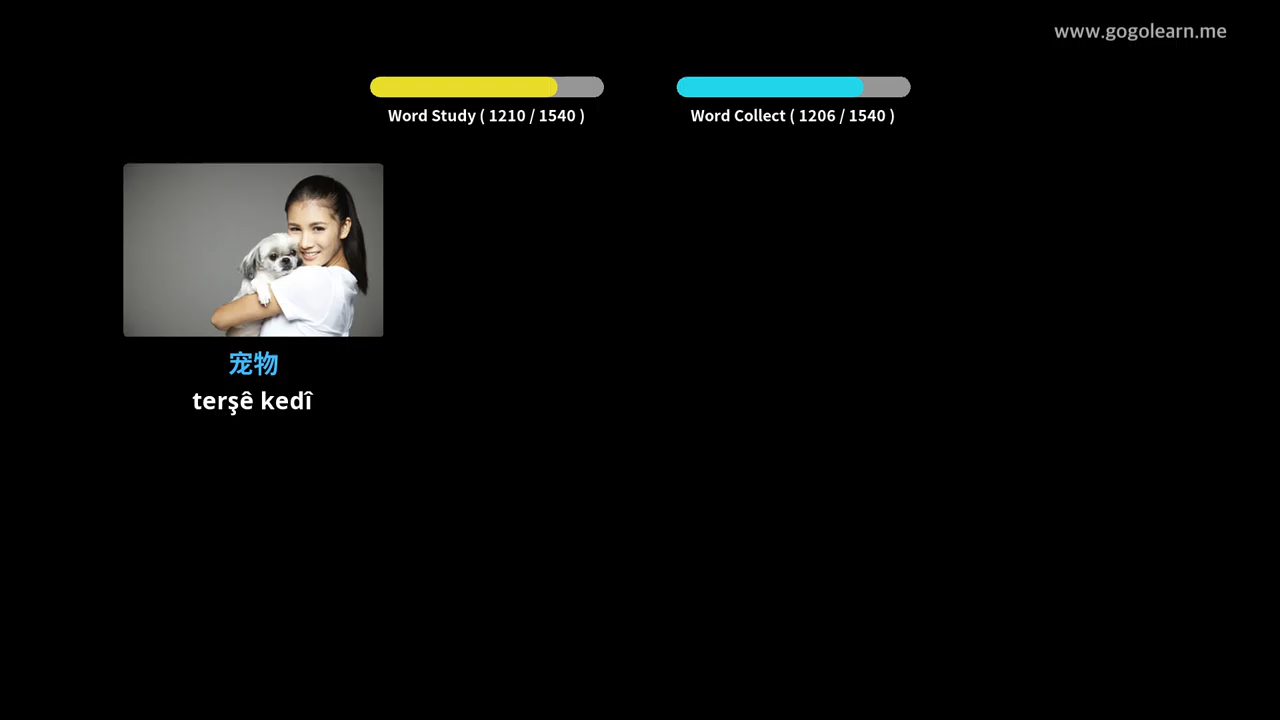 www.gogolearn.me
Word Study ( 1210 / 1540 )
Word Collect ( 1206 / 1540 )
宠物
terşê kedî